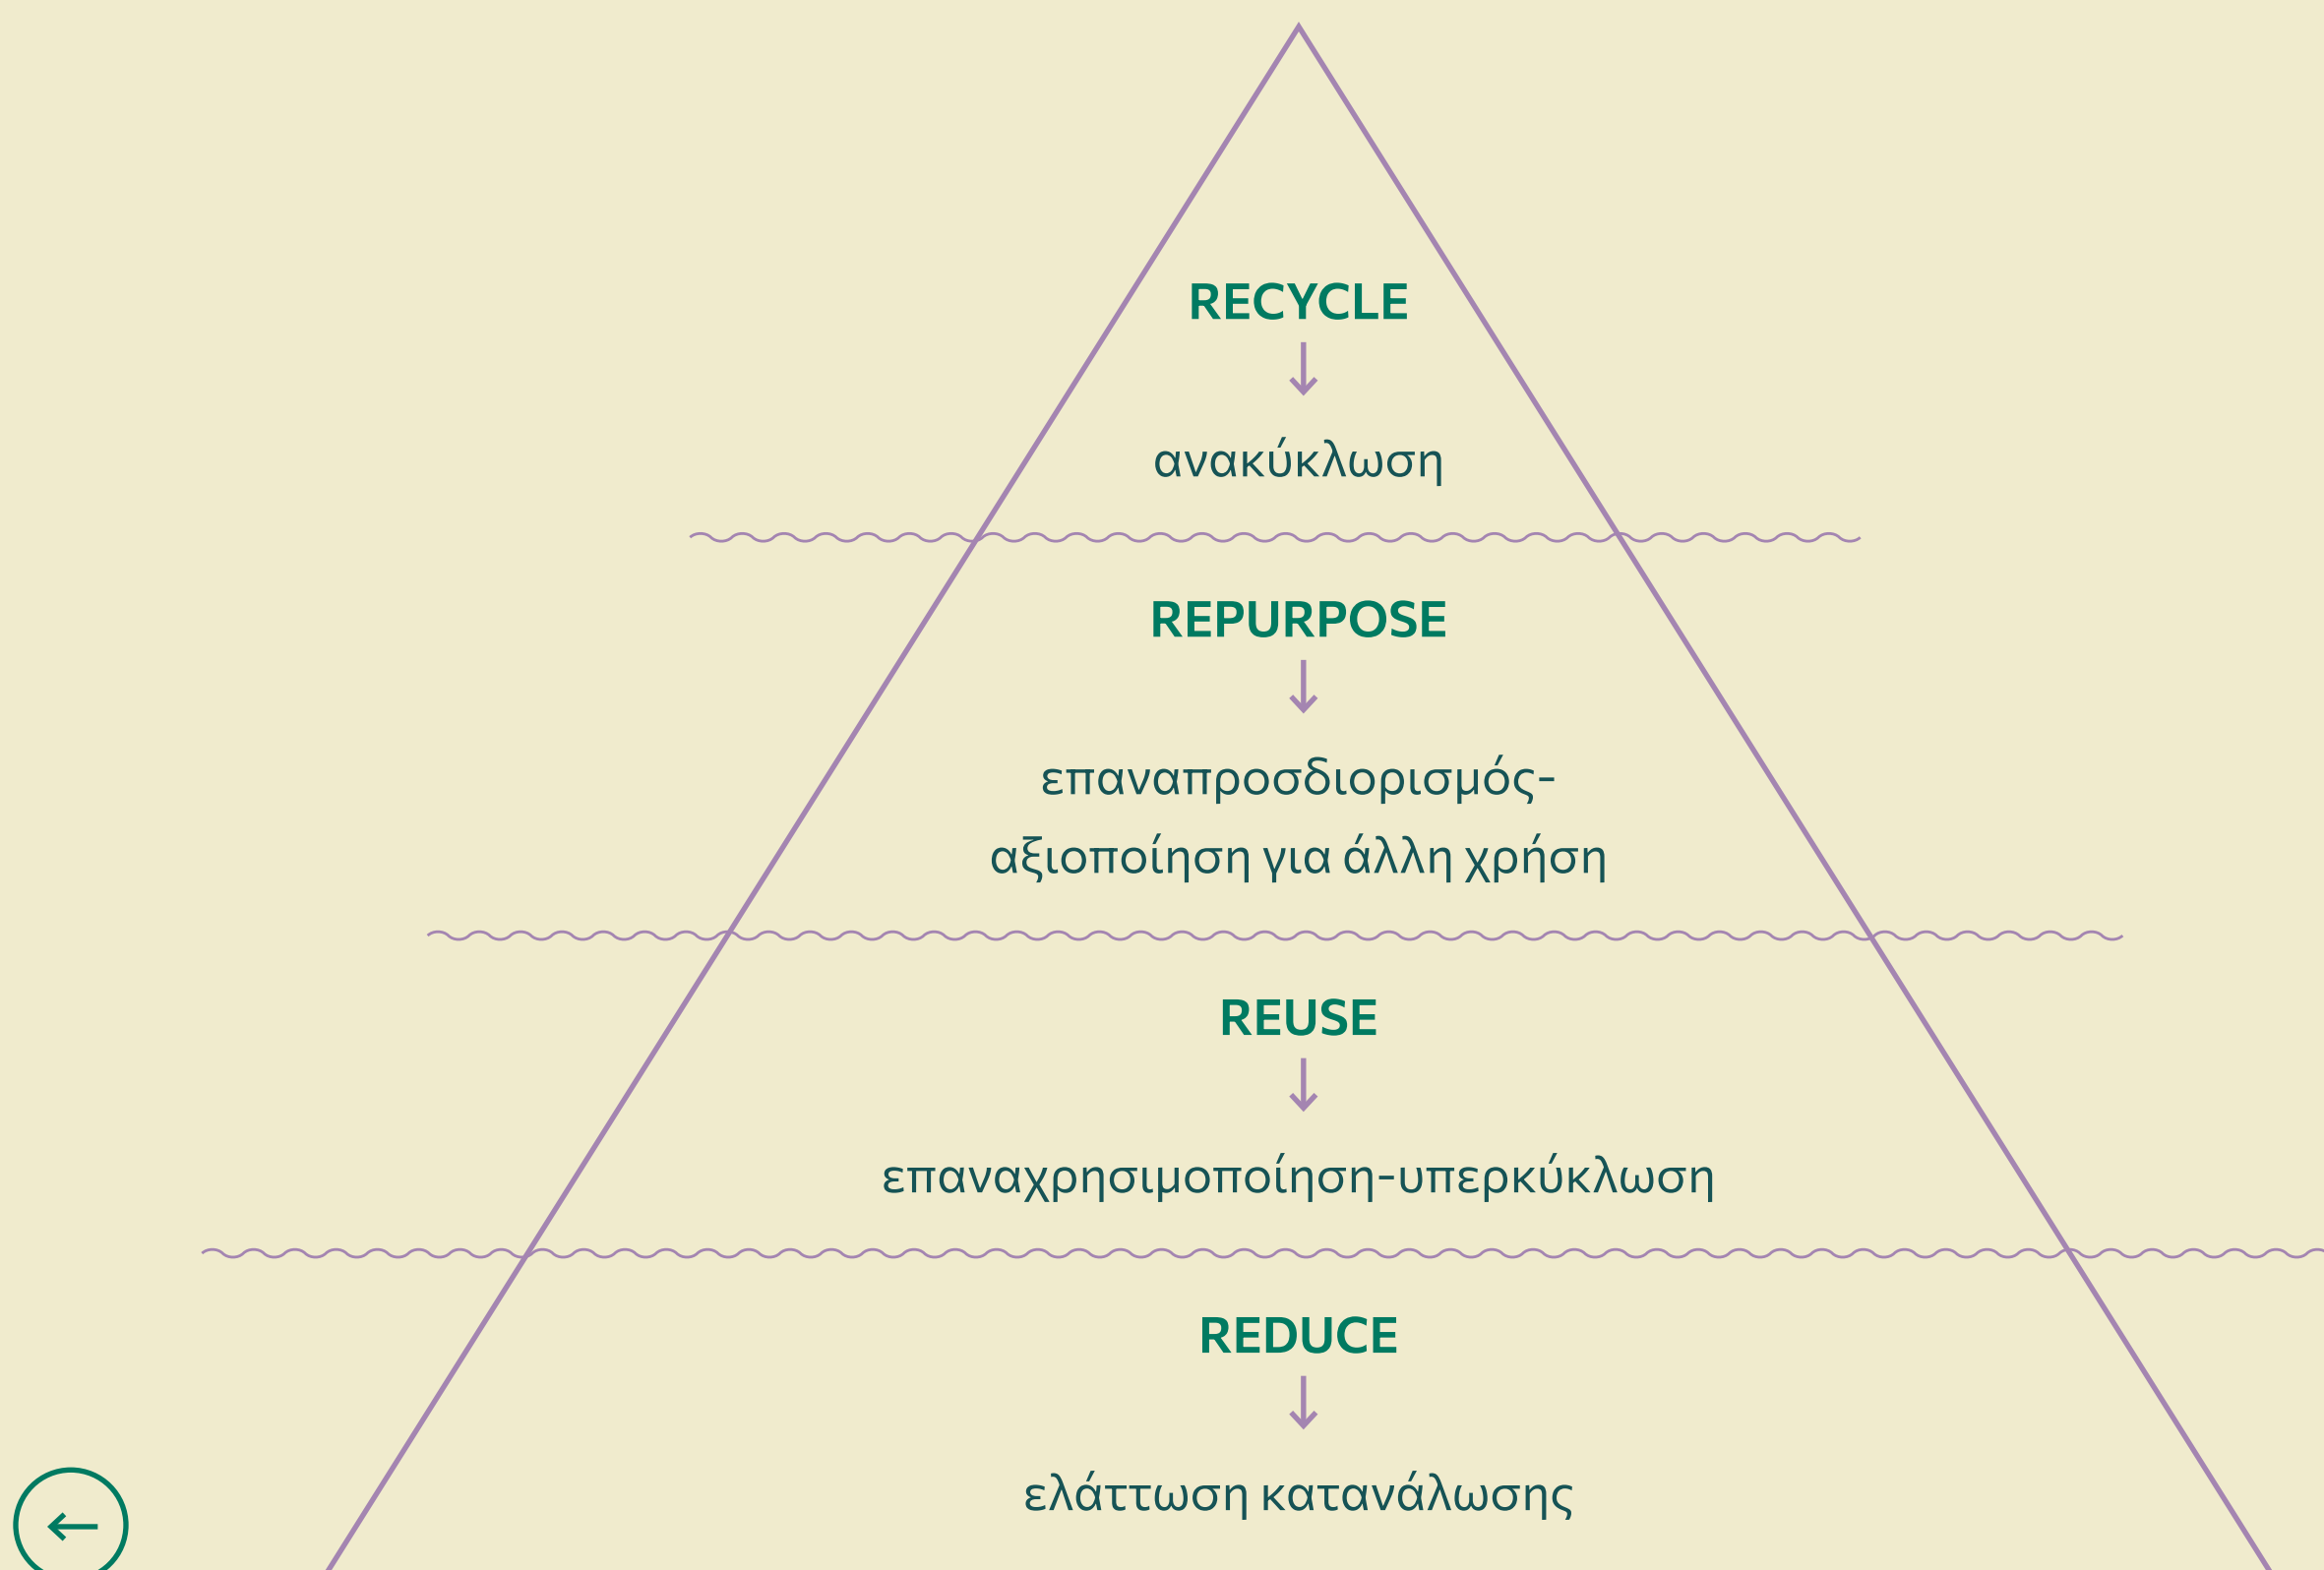 RECYCLE
ανακύκλωση
REPURPOSE
επαναπροσδιορισμός-
αξιοποίηση για άλλη χρήση
REUSE
επαναχρησιμοποίηση-υπερκύκλωση
REDUCE
ελάττωση κατανάλωσης